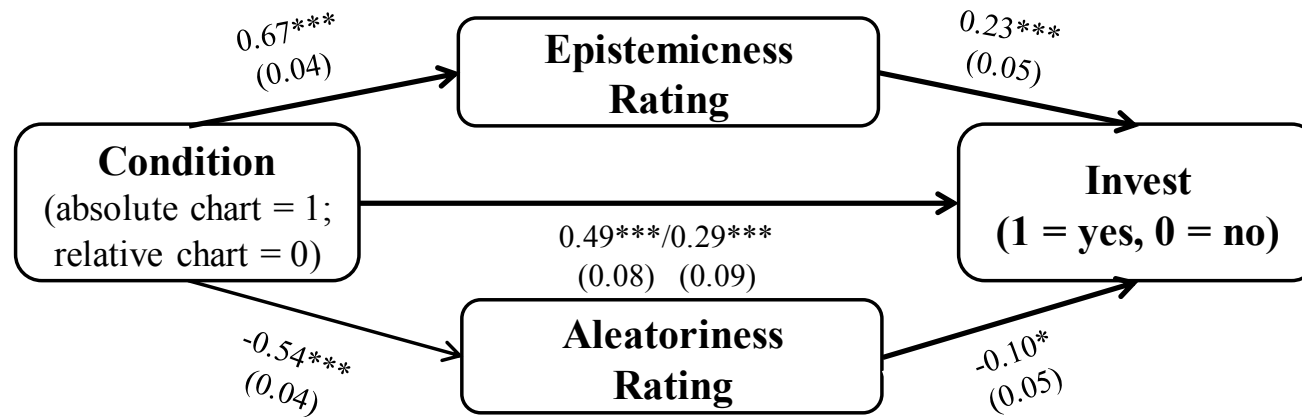 0.67***
(0.04)
Epistemicness
Rating
0.23***
(0.05)
Condition
(absolute chart = 1;
relative chart = 0)
Invest
(1 = yes, 0 = no)
0.49***/0.29***
(0.08) (0.09)
-0.54***
(0.04)
Aleatoriness
Rating
-0.10*
(0.05)